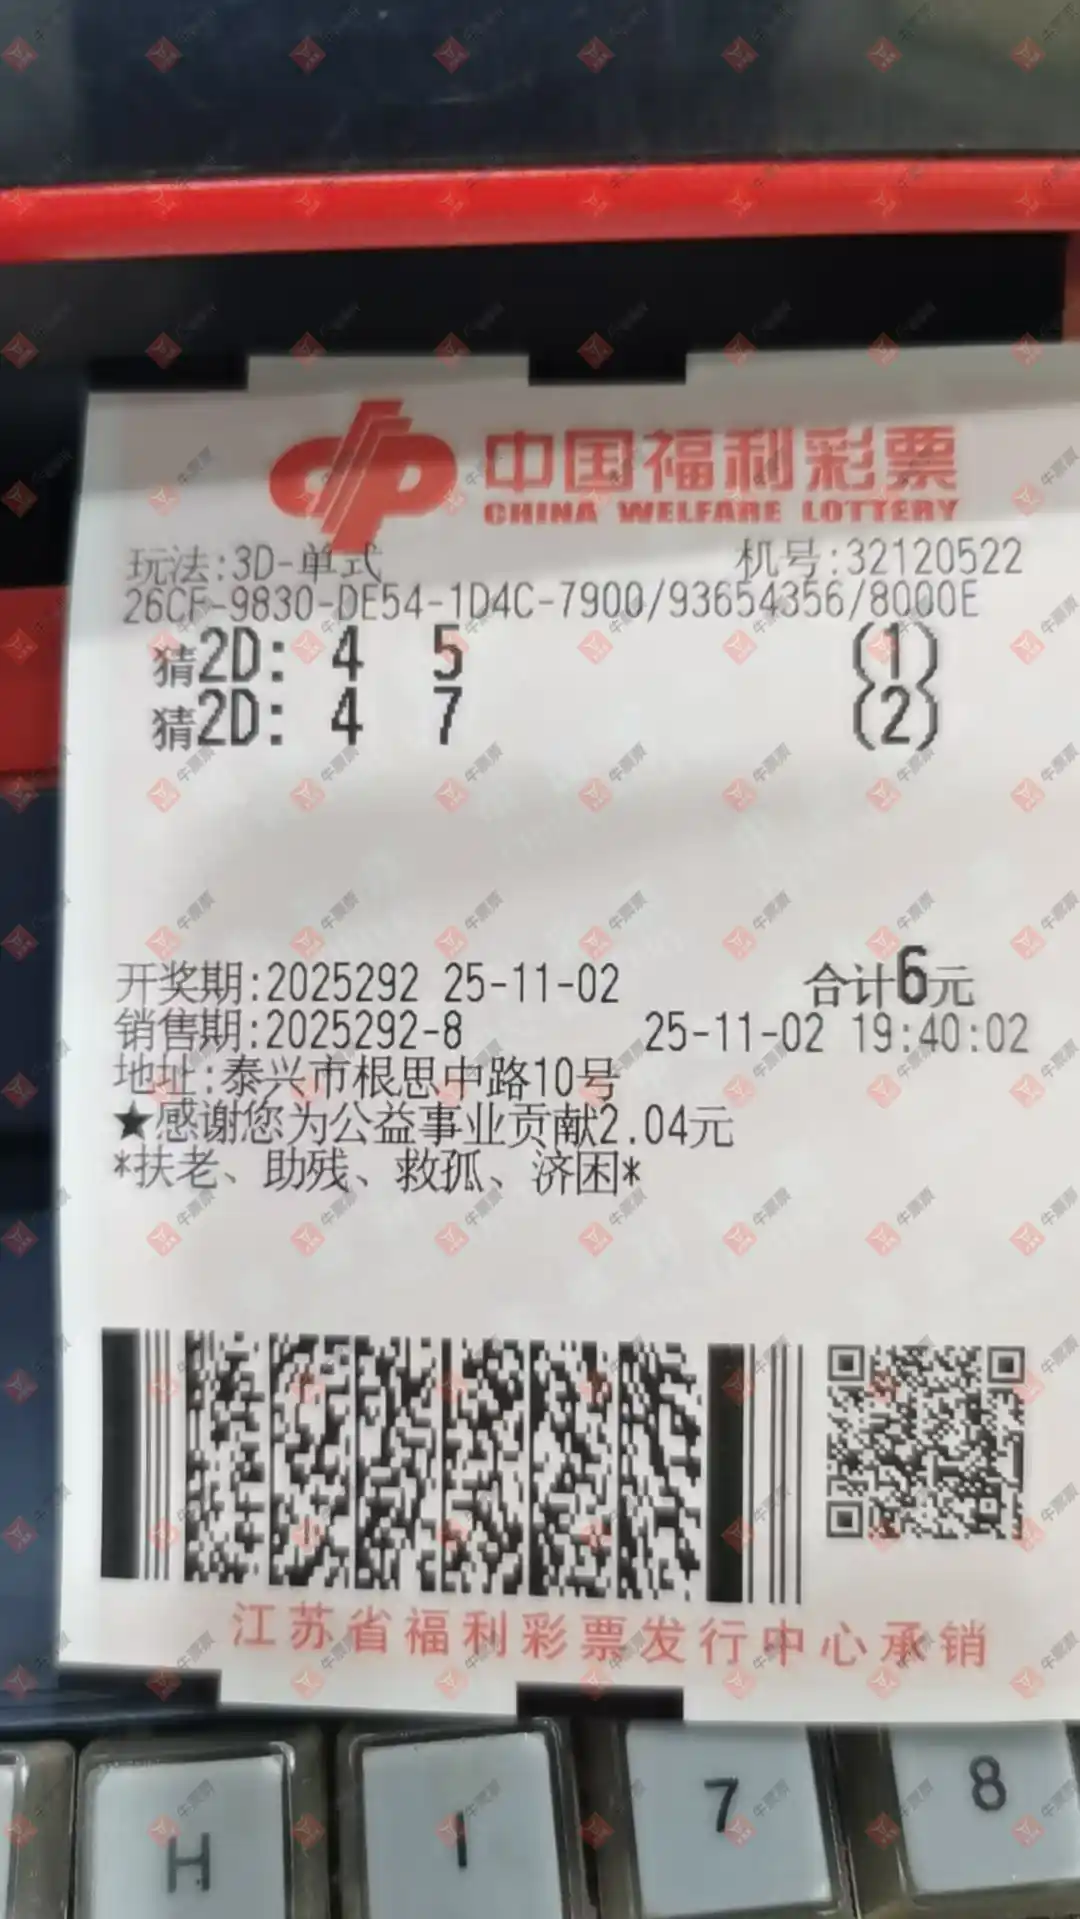 中国福利彩票
CHINA WELFARE LOTTERY
玩法:3D-单式 机号:32120522
26CF-9830-DE54-1D4C-7900/93654356/8000E
猜2D: 4 5 (1)
猜2D: 4 7 (2)
开奖期:2025292 25-11-02 合计6元
销售期:2025292-8 25-11-02 19:40:02
地址:泰兴市根思中路10号
★感谢您为公益事业贡献2.04元
*扶老、助残、救孤、济困*
江苏省福利彩票发行中心承销
H I 7 8
牛票票